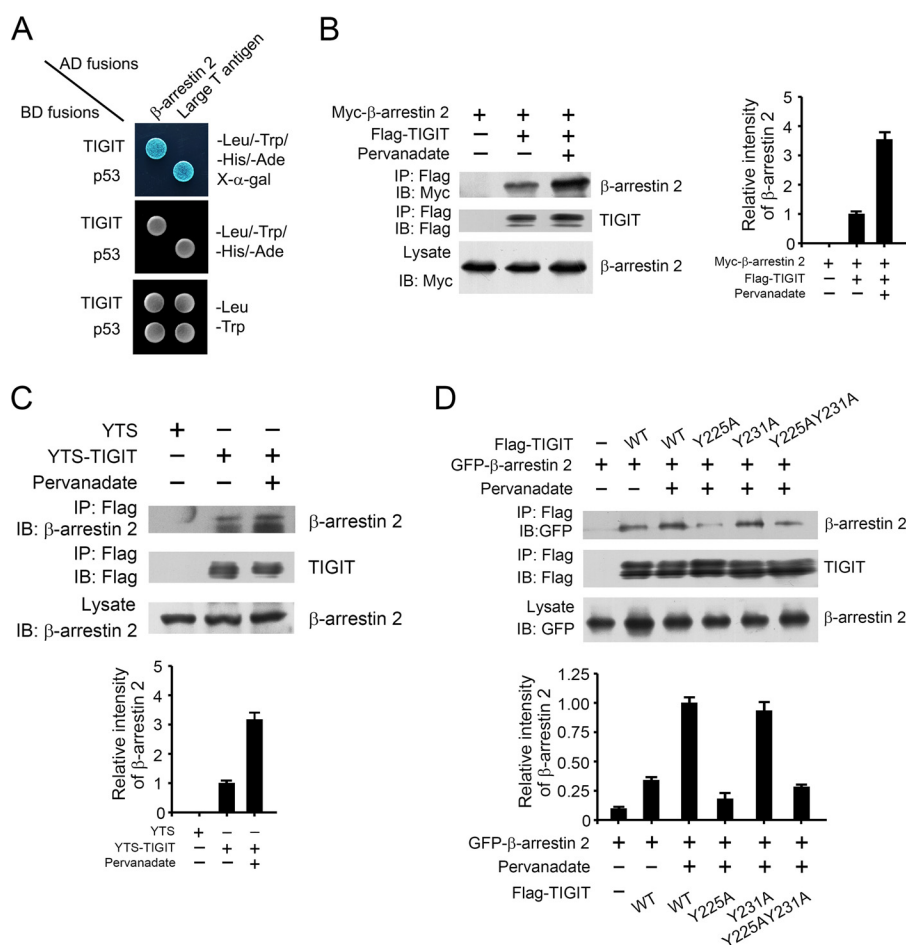 A
AD fusions
BD fusions
β-arrestin 2
Large T antigen
TIGIT
p53
-Leu/-Trp/
-His/-Ade
X-α-gal
TIGIT
p53
-Leu/-Trp/
-His/-Ade
TIGIT
p53
-Leu
-Trp
B
Myc-β-arrestin 2 + + +
Flag-TIGIT − + +
Pervanadate − − +
IP: Flag
IB: Myc
β-arrestin 2
IP: Flag
IB: Flag
TIGIT
Lysate
IB: Myc
β-arrestin 2
Relative intensity
of β-arrestin 2
5
4
3
2
1
0
Myc-β-arrestin 2 + + +
Flag-TIGIT − + +
Pervanadate − − +
C
YTS + − −
YTS-TIGIT − + +
Pervanadate − − +
IP: Flag
IB: β-arrestin 2
β-arrestin 2
IP: Flag
IB: Flag
TIGIT
Lysate
IB: β-arrestin 2
β-arrestin 2
Relative intensity
of β-arrestin 2
5
4
3
2
1
0
YTS + − −
YTS-TIGIT − + +
Pervanadate − − +
D
Flag-TIGIT − WT WT Y225A Y231A Y225AY231A
GFP-β-arrestin 2 + + + + + +
Pervanadate − − + + + +
IP: Flag
IB:GFP
β-arrestin 2
IP: Flag
IB: Flag
TIGIT
Lysate
IB: GFP
β-arrestin 2
Relative intensity
of β-arrestin 2
1.25
1.00
0.75
0.50
0.25
0
GFP-β-arrestin 2 + + + + + +
Pervanadate − − + + + +
Flag-TIGIT − WT WT Y225A Y231A Y225AY231A